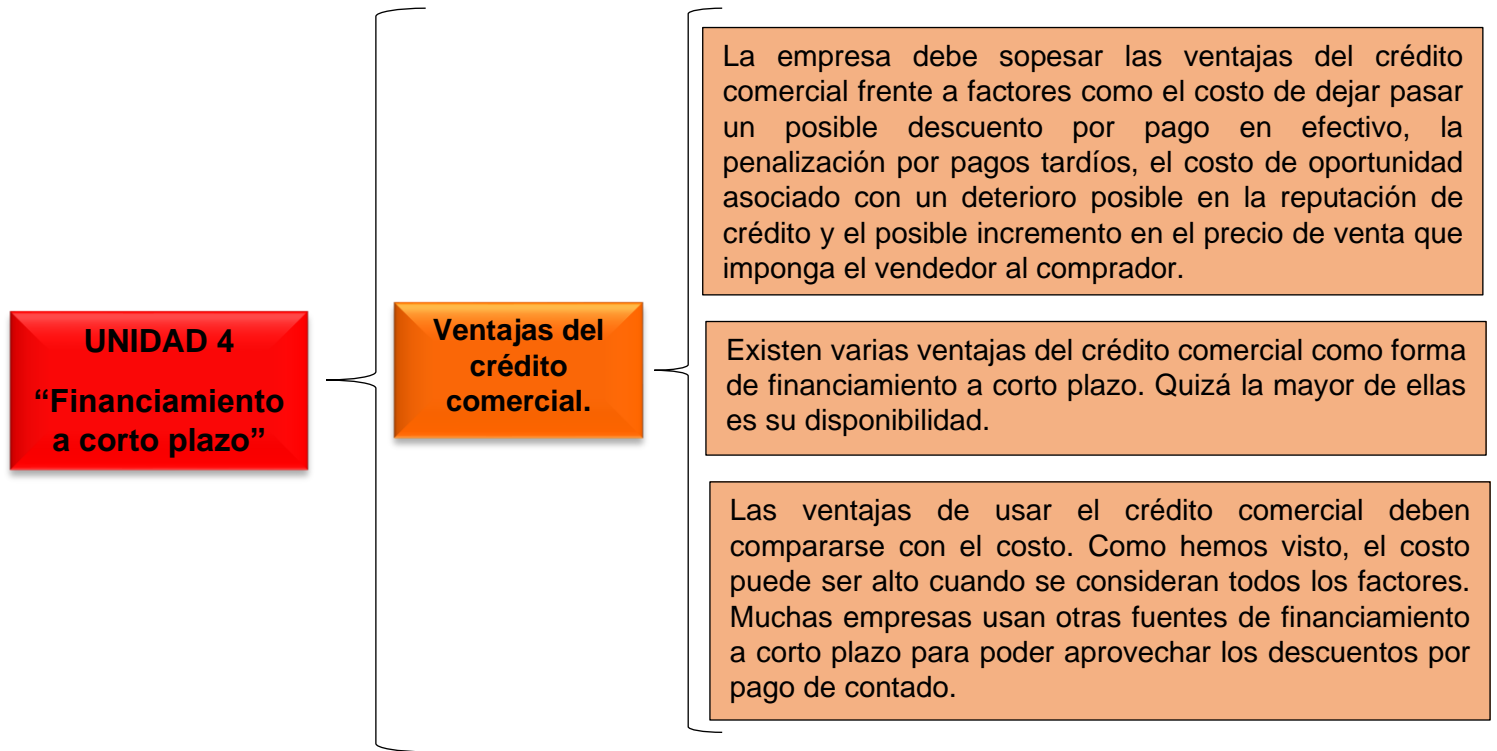 UNIDAD 4
“Financiamiento
a corto plazo”
Ventajas del
crédito
comercial.
La empresa debe sopesar las ventajas del crédito
comercial frente a factores como el costo de dejar pasar
un posible descuento por pago en efectivo, la
penalización por pagos tardíos, el costo de oportunidad
asociado con un deterioro posible en la reputación de
crédito y el posible incremento en el precio de venta que
imponga el vendedor al comprador.
Existen varias ventajas del crédito comercial como forma
de financiamiento a corto plazo. Quizá la mayor de ellas
es su disponibilidad.
Las ventajas de usar el crédito comercial deben
compararse con el costo. Como hemos visto, el costo
puede ser alto cuando se consideran todos los factores.
Muchas empresas usan otras fuentes de financiamiento
a corto plazo para poder aprovechar los descuentos por
pago de contado.